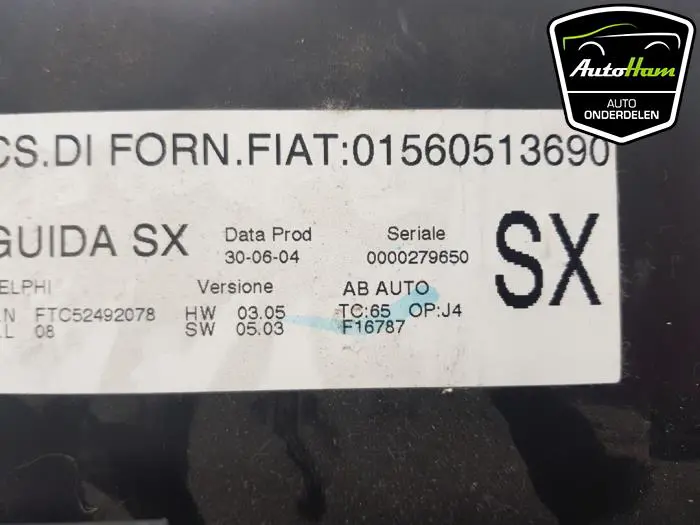 AutoHam
AUTO
ONDERDELEN
CS.DI FORN.FIAT:01560513690
GUIDA SX
Data Prod
30-06-04
Seriale
0000279650
SX
ELPHI
Versione
AB AUTO
.N FTC52492078
HW 03.05
TC:65 OP:J4
.L 08
SW 05.03
F16787